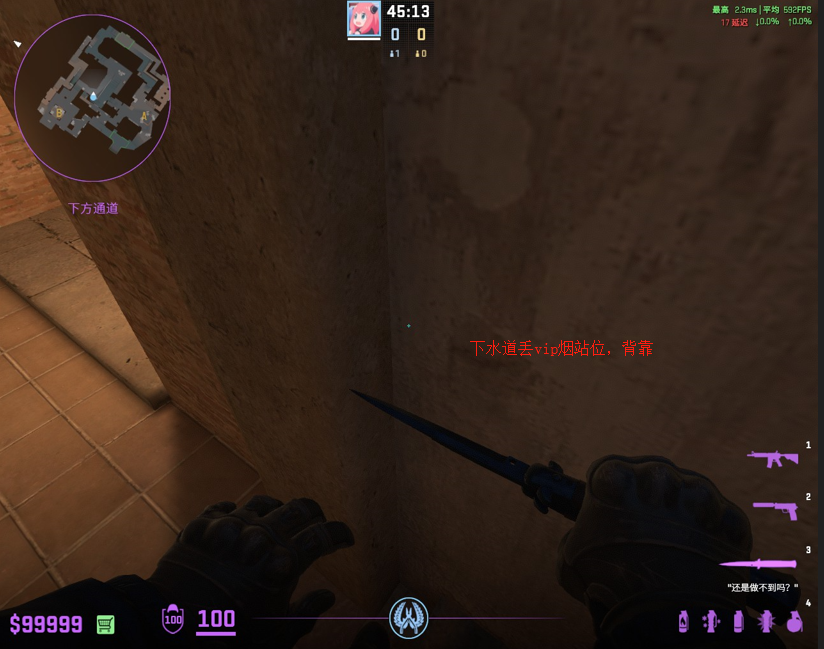 45:13
0 0
1 0
最高 2.3ms | 平均 592FPS
17 延迟 ↓0.0% ↑0.0%
B
A
下方通道
下水道丢vip烟站位，背靠
1
2
3
"还是做不到吗？"
4
$99999
100
100